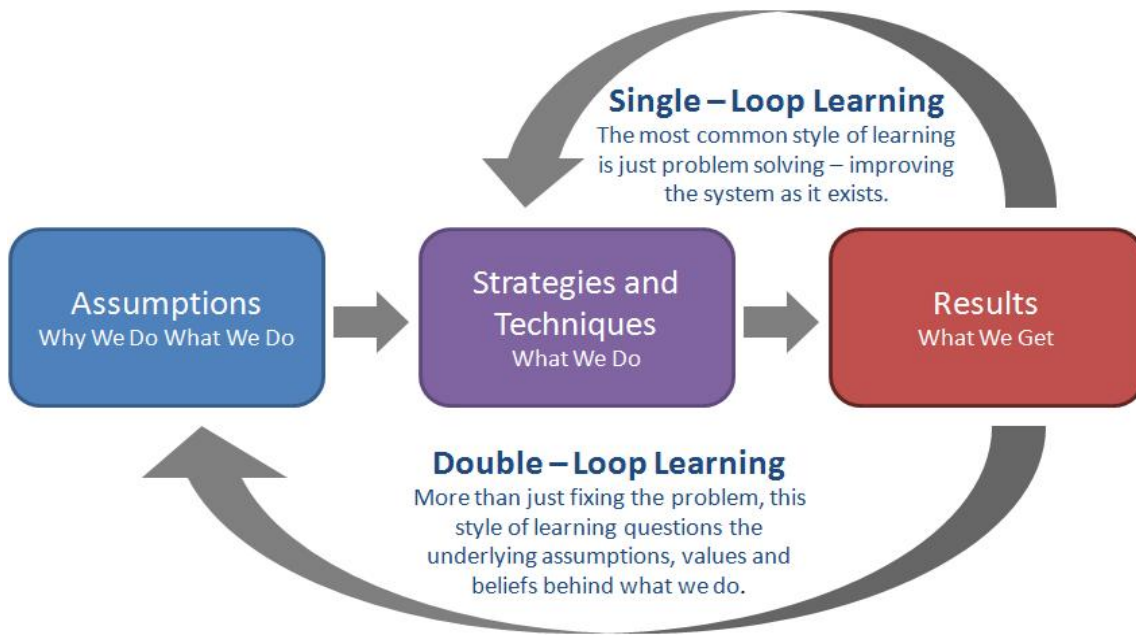 Single – Loop Learning
The most common style of learning
is just problem solving – improving
the system as it exists.
Assumptions
Why We Do What We Do
Strategies and
Techniques
What We Do
Results
What We Get
Double – Loop Learning
More than just fixing the problem, this
style of learning questions the
underlying assumptions, values and
beliefs behind what we do.